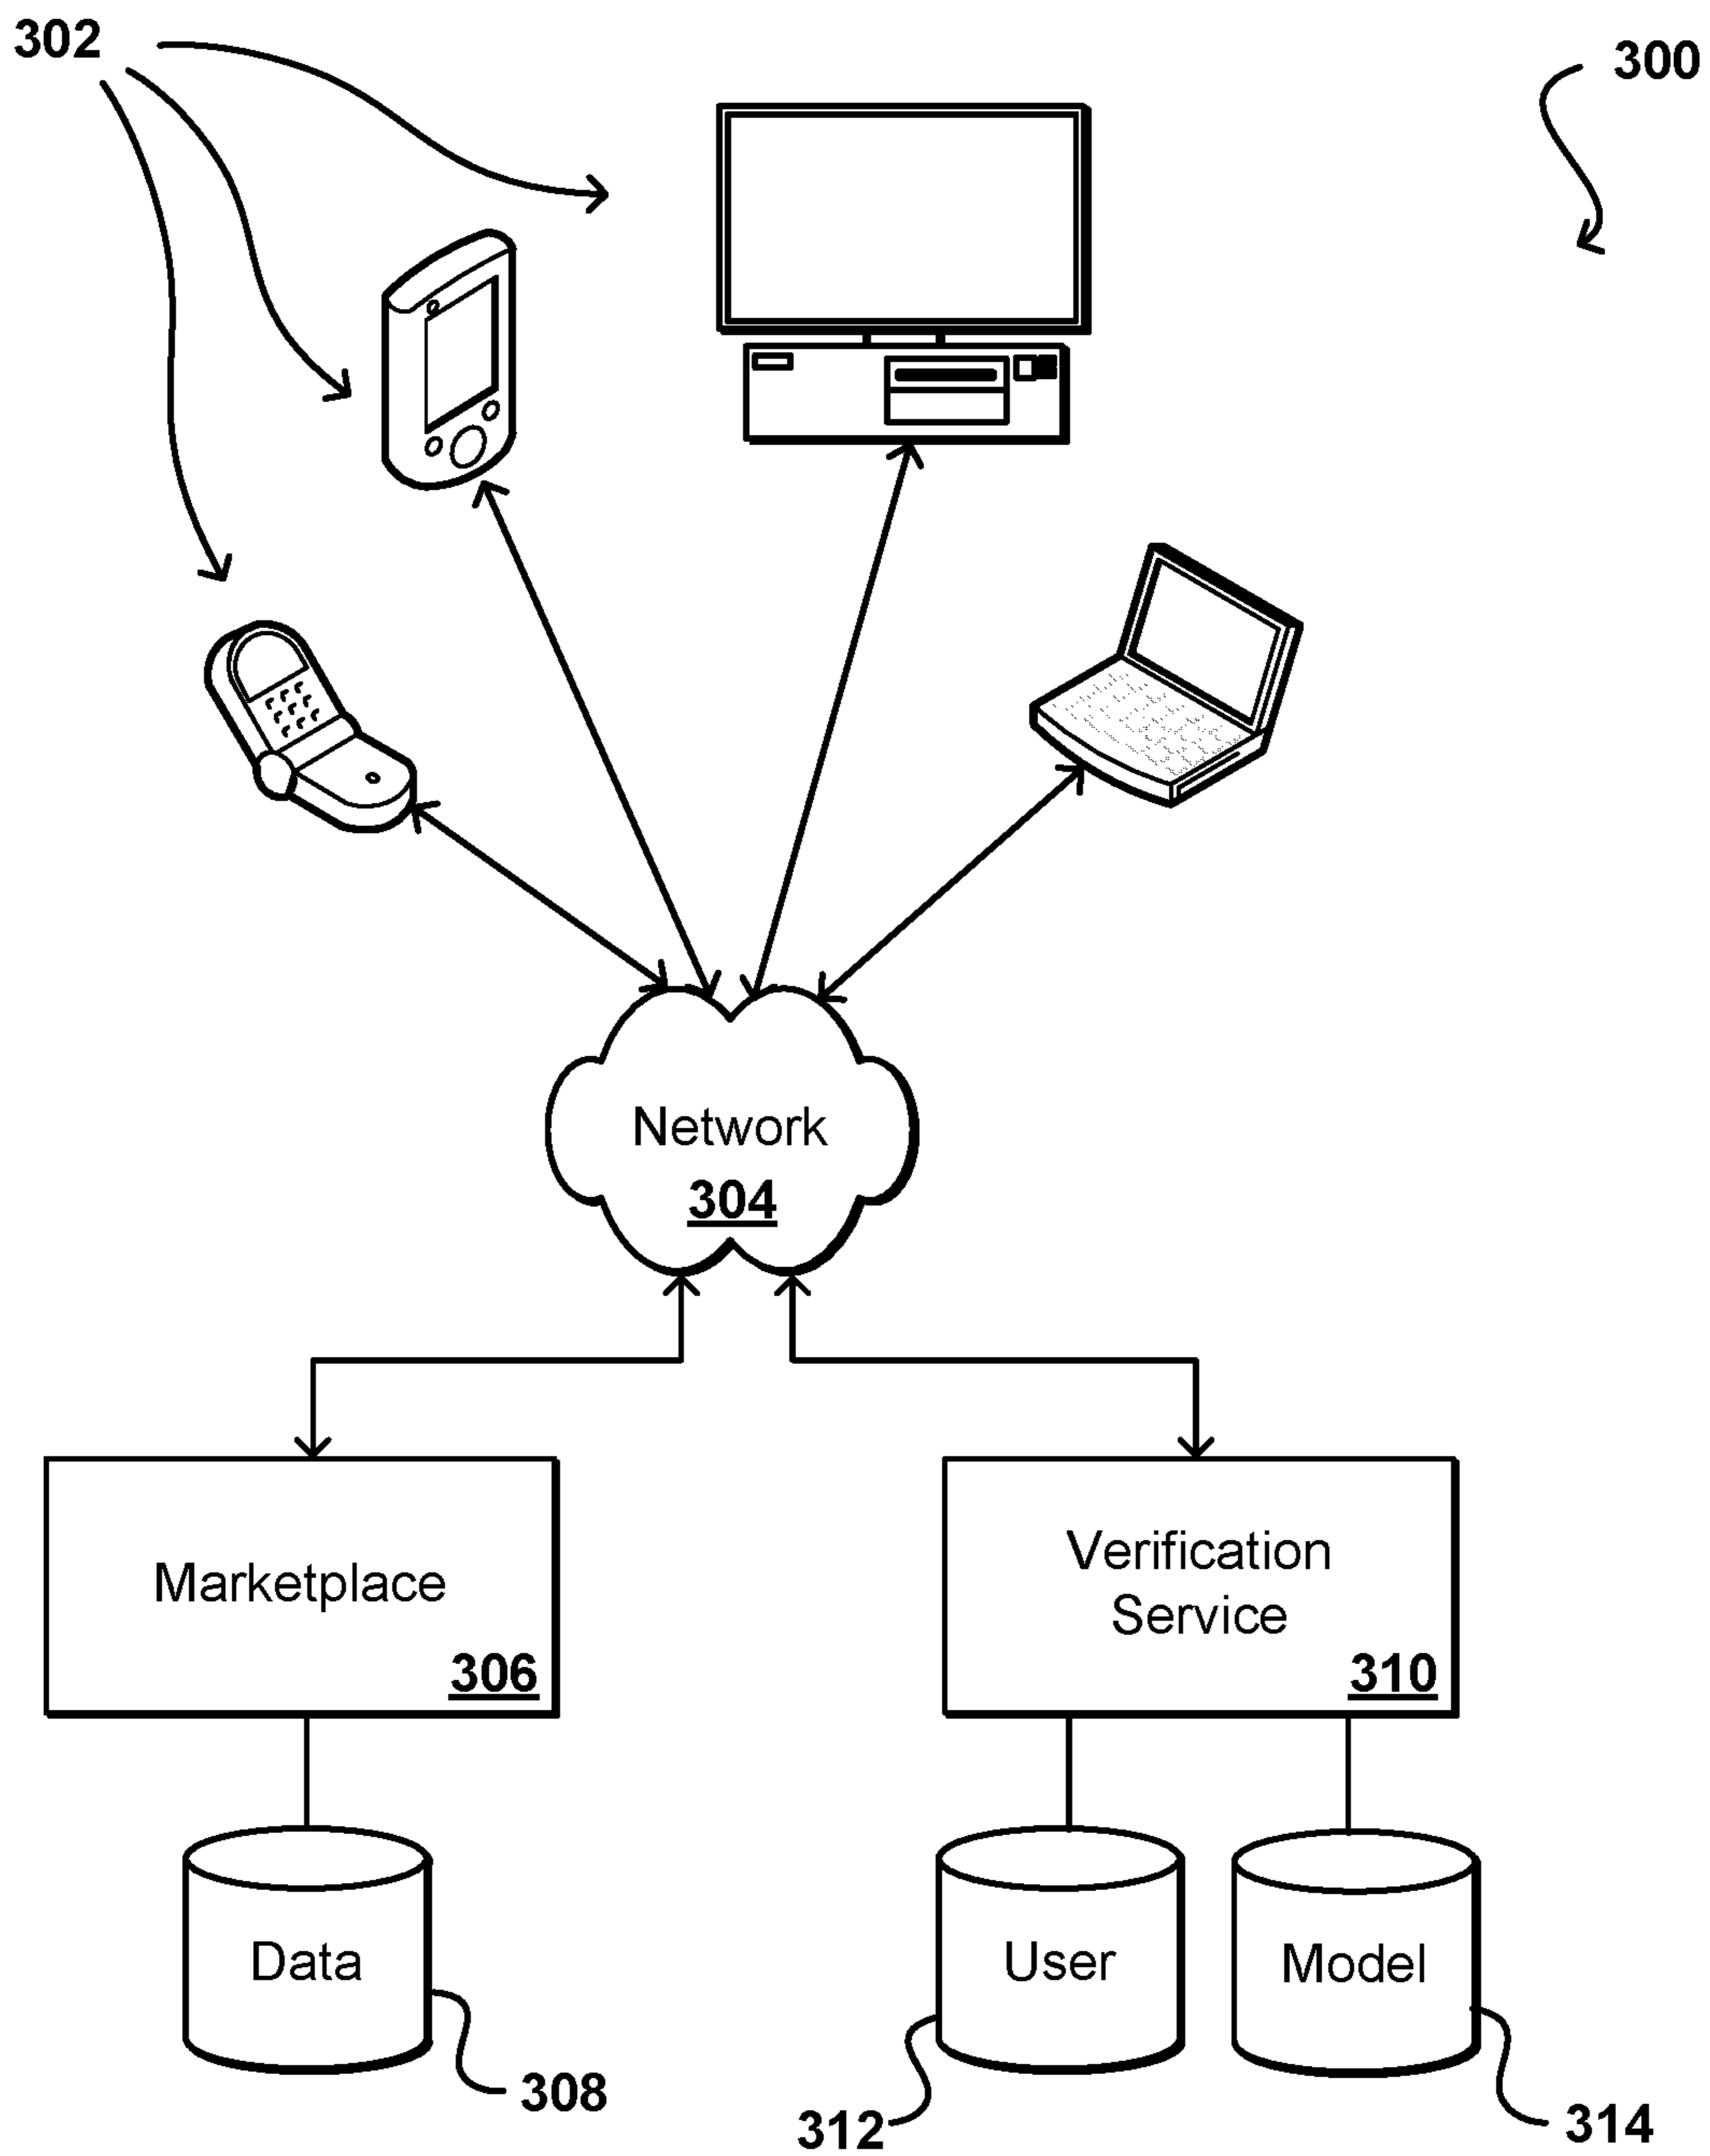 302
300
Network
304
Marketplace
306
Verification
Service
310
Data
User
Model
308
312
314